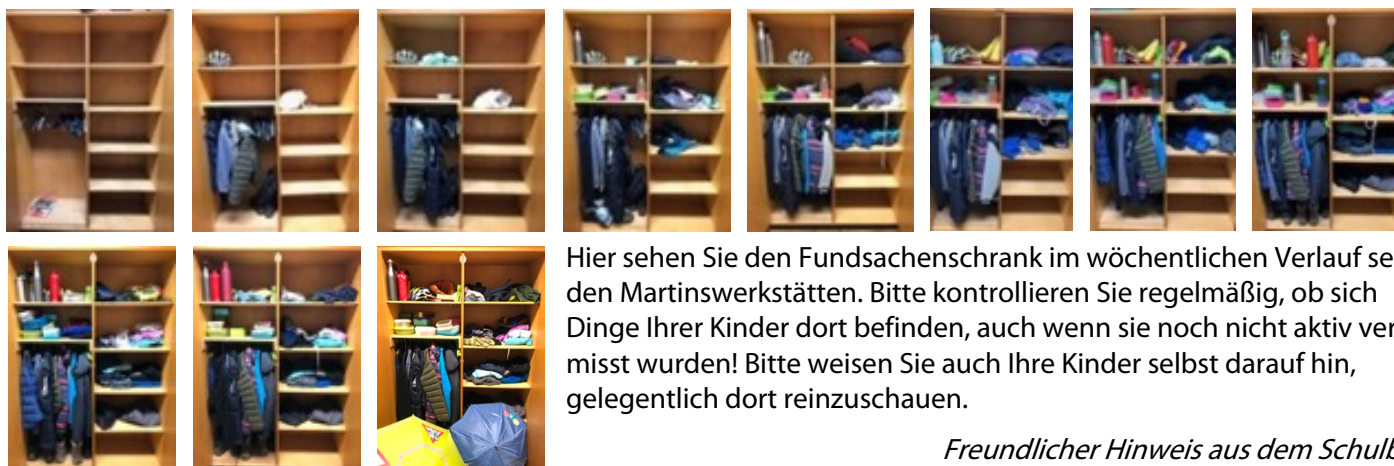 Hier sehen Sie den Fundsachenschrank im wöchentlichen Verlauf se
den Martinswerkstätten. Bitte kontrollieren Sie regelmäßig, ob sich
Dinge Ihrer Kinder dort befinden, auch wenn sie noch nicht aktiv ver
misst wurden! Bitte weisen Sie auch Ihre Kinder selbst darauf hin,
gelegentlich dort reinzuschauen.
Freundlicher Hinweis aus dem Schulb